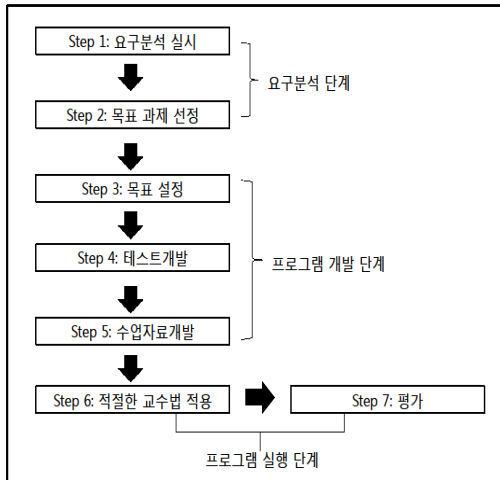 Step 1: 요구분석 실시
요구분석 단계
Step 2: 목표 과제 선정
Step 3: 목표 설정
Step 4: 테스트개발
프로그램 개발 단계
Step 5: 수업자료개발
Step 6: 적절한 교수법 적용
Step 7: 평가
프로그램 실행 단계